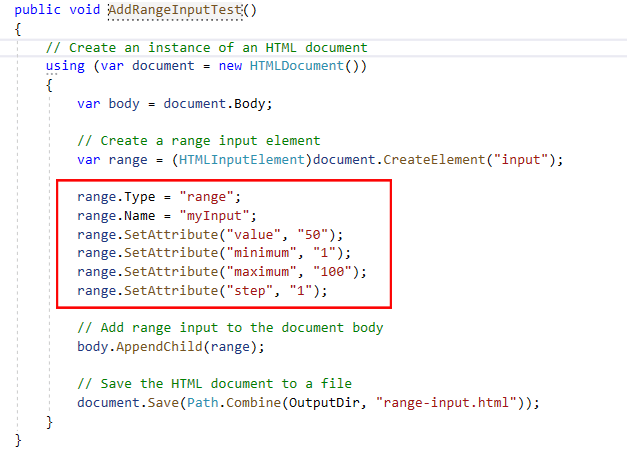 public void AddRangeInputTest()
{
// Create an instance of an HTML document
using (var document = new HTMLDocument())
{
var body = document.Body;
// Create a range input element
var range = (HTMLInputElement)document.CreateElement("input");
range.Type = "range";
range.Name = "myInput";
range.SetAttribute("value", "50");
range.SetAttribute("minimum", "1");
range.SetAttribute("maximum", "100");
range.SetAttribute("step", "1");
// Add range input to the document body
body.AppendChild(range);
// Save the HTML document to a file
document.Save(Path.Combine(OutputDir, "range-input.html"));
}
}